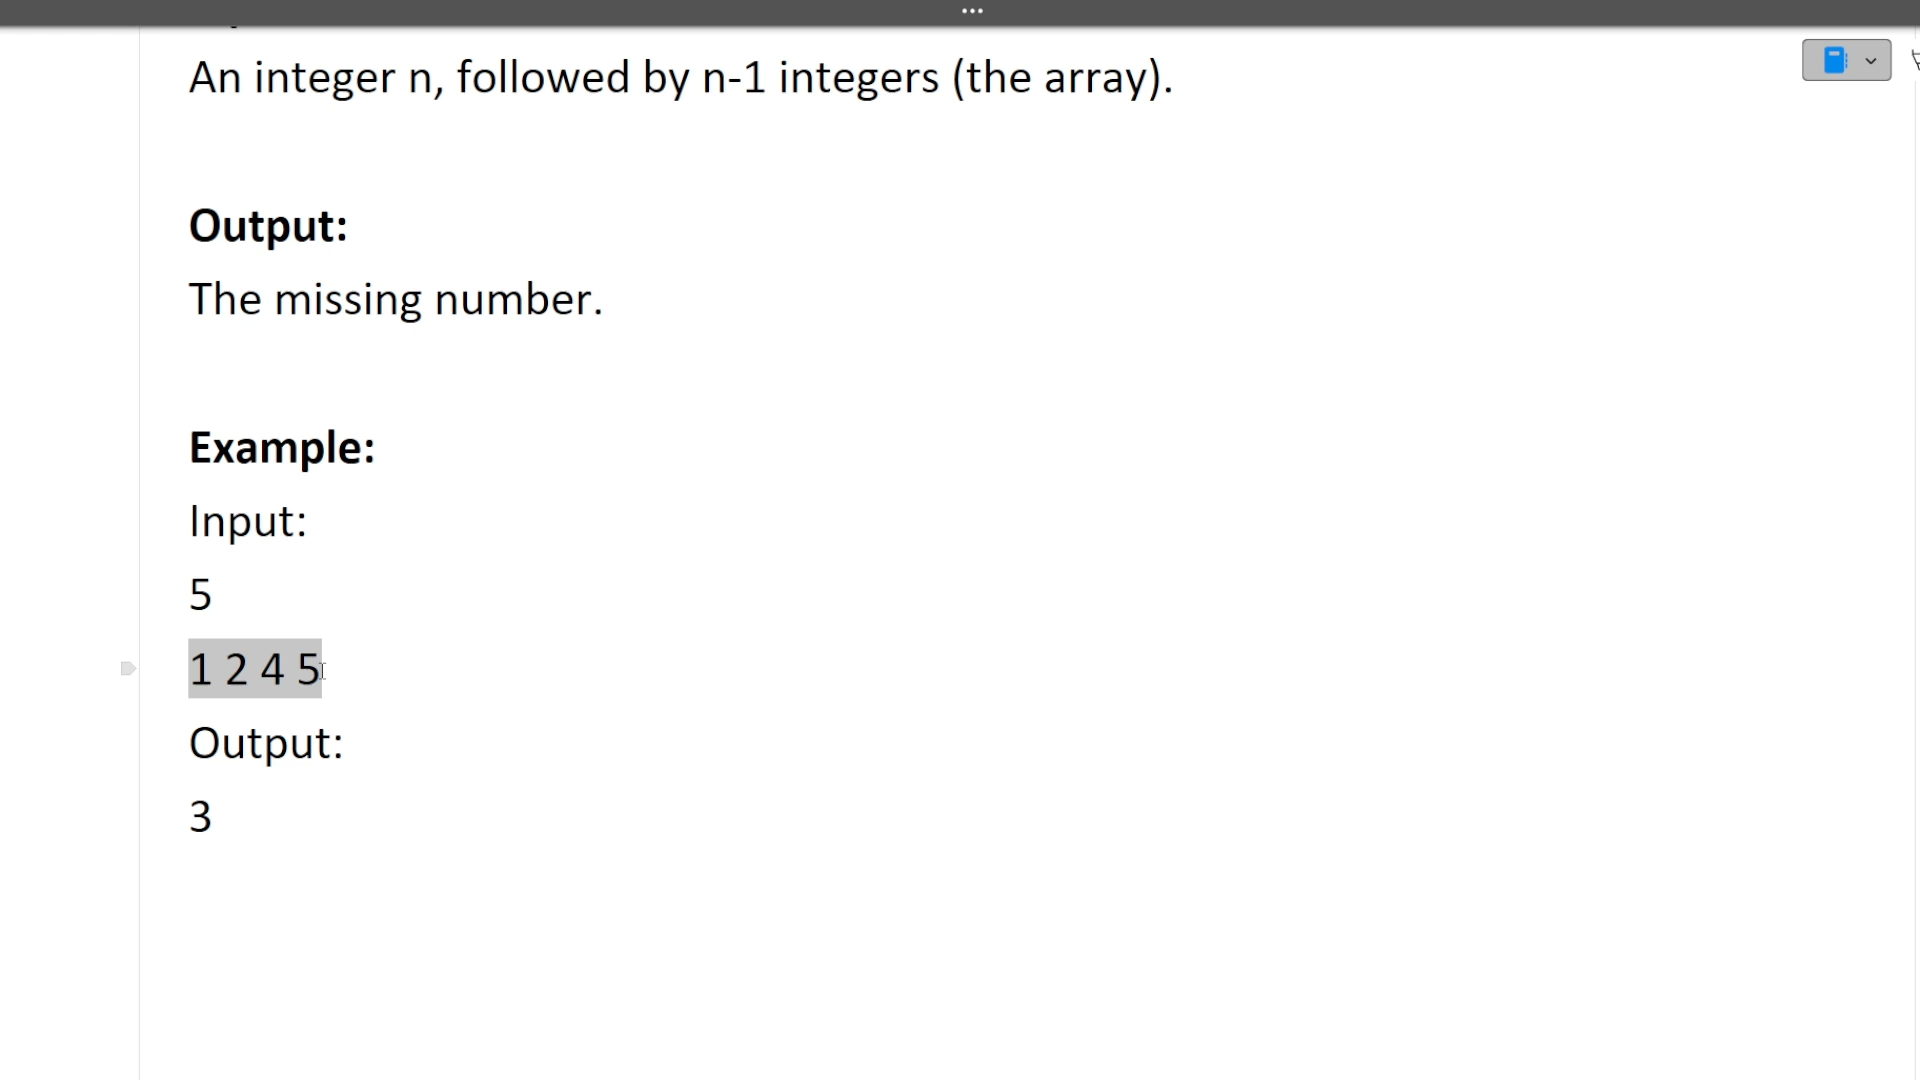 An integer n, followed by n-1 integers (the array).
Output:
The missing number.
Example:
Input:
5
1 2 4 5
Output:
3